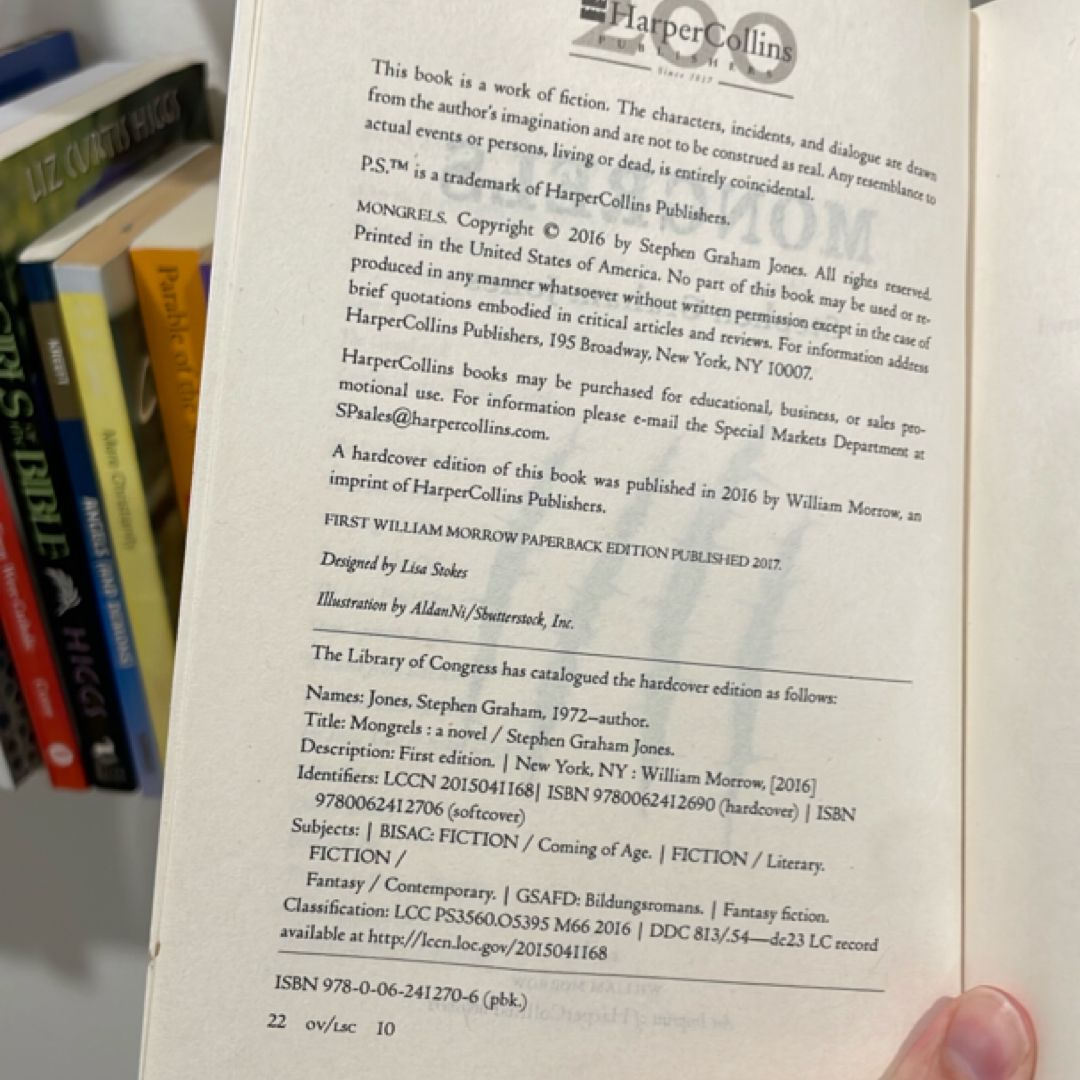 200
HarperCollins
PUBLISHERS
Since 1817
This book is a work of fiction. The characters, incidents, and dialogue are drawn
from the author's imagination and are not to be construed as real. Any resemblance to
actual events or persons, living or dead, is entirely coincidental.
P.S.™ is a trademark of HarperCollins Publishers.
MONGRELS. Copyright © 2016 by Stephen Graham Jones. All rights reserved.
Printed in the United States of America. No part of this book may be used or re-
produced in any manner whatsoever without written permission except in the case of
brief quotations embodied in critical articles and reviews. For information address
HarperCollins Publishers, 195 Broadway, New York, NY 10007.
HarperCollins books may be purchased for educational, business, or sales pro-
motional use. For information please e-mail the Special Markets Department at
SPsales@harpercollins.com.
A hardcover edition of this book was published in 2016 by William Morrow, an
imprint of HarperCollins Publishers.
FIRST WILLIAM MORROW PAPERBACK EDITION PUBLISHED 2017.
Designed by Lisa Stokes
Illustration by AldanNi/Shutterstock, Inc.
The Library of Congress has catalogued the hardcover edition as follows:
Names: Jones, Stephen Graham, 1972–author.
Title: Mongrels : a novel / Stephen Graham Jones.
Description: First edition. | New York, NY : William Morrow, [2016]
Identifiers: LCCN 2015041168| ISBN 9780062412690 (hardcover) | ISBN
9780062412706 (softcover)
Subjects: | BISAC: FICTION / Coming of Age. | FICTION / Literary.
FICTION /
Fantasy / Contemporary. | GSAFD: Bildungsromans. | Fantasy fiction.
Classification: LCC PS3560.O5395 M66 2016 | DDC 813/.54—dc23 LC record
available at http://lccn.loc.gov/2015041168
ISBN 978-0-06-241270-6 (pbk.)
22 OV/LSC 10
LIZ CURTIS HIGGS
BIBLE
HIGGS
ANGELS AND DEMONS
Mere Christianity
Parable of the